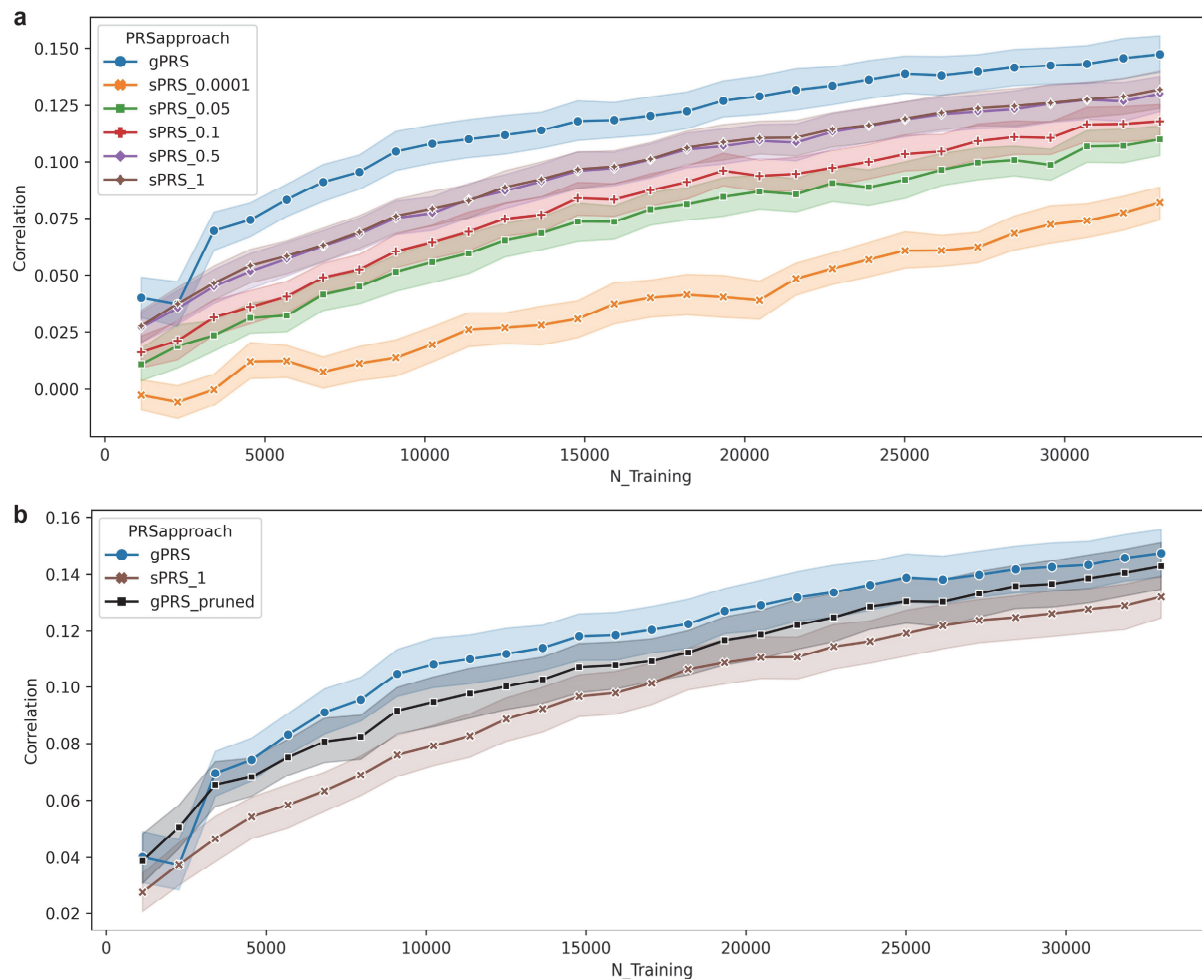 a
PRSapproach
gPRS
sPRS_0.0001
sPRS_0.05
sPRS_0.1
sPRS_0.5
sPRS_1
0.150
0.125
0.100
0.075
0.050
0.025
0.000
Correlation
0 5000 10000 15000 20000 25000 30000
N_Training
b
PRSapproach
gPRS
sPRS_1
gPRS_pruned
0.16
0.14
0.12
0.10
0.08
0.06
0.04
0.02
Correlation
0 5000 10000 15000 20000 25000 30000
N_Training